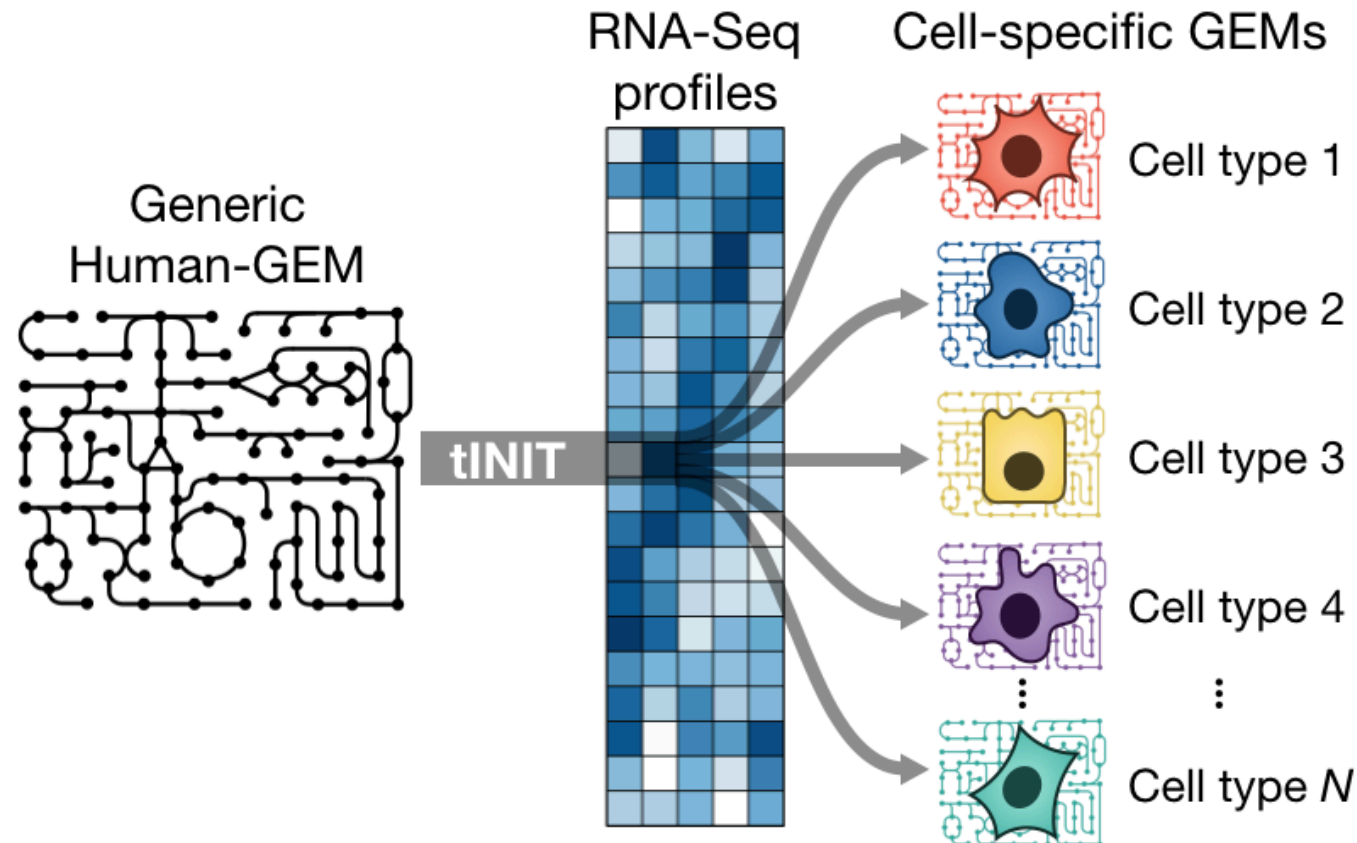 RNA-Seq
profiles
Cell-specific GEMs
Generic
Human-GEM
tINIT
Cell type 1
Cell type 2
Cell type 3
Cell type 4
Cell type N